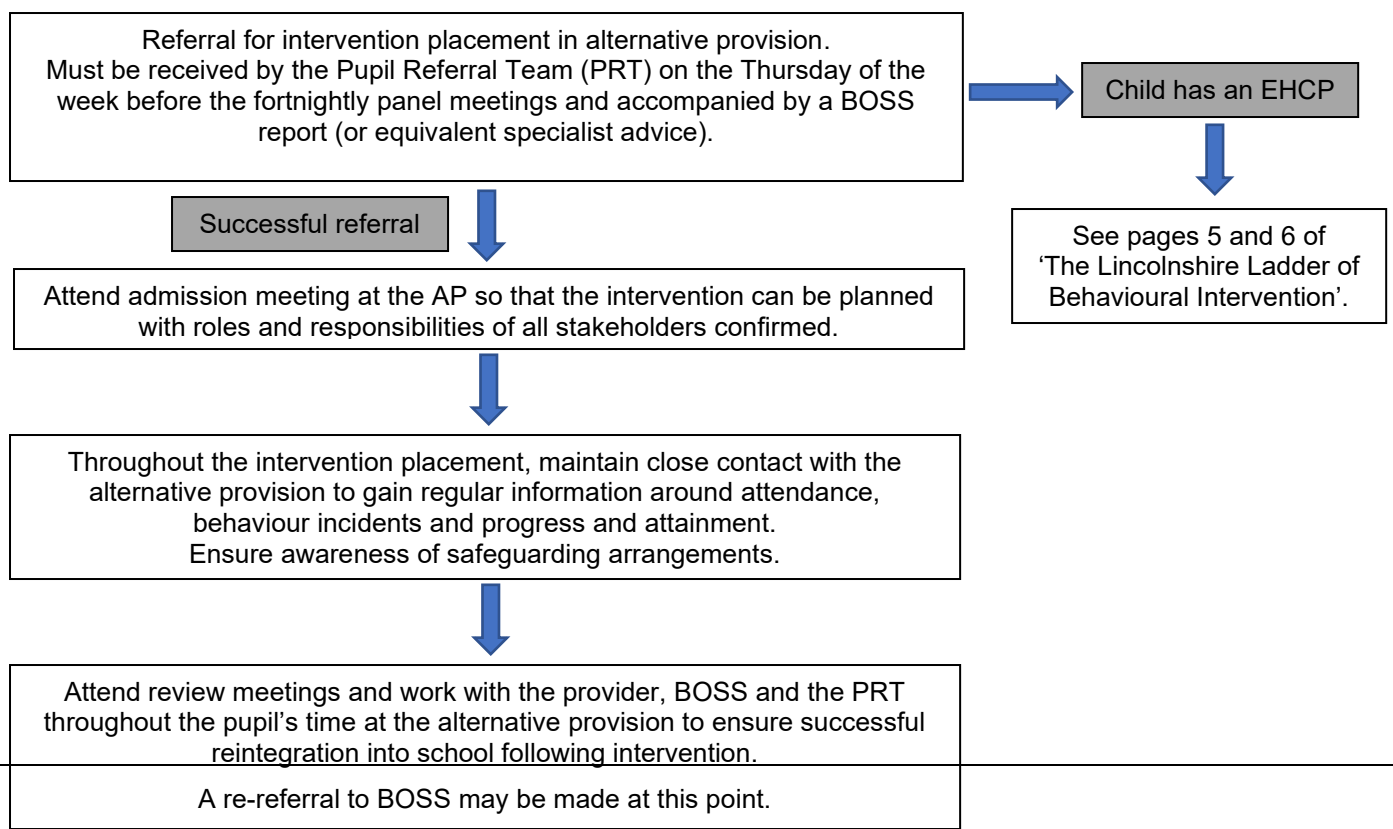 Referral for intervention placement in alternative provision.
Must be received by the Pupil Referral Team (PRT) on the Thursday of the
week before the fortnightly panel meetings and accompanied by a BOSS
report (or equivalent specialist advice).
Child has an EHCP
Successful referral
See pages 5 and 6 of
‘The Lincolnshire Ladder of
Behavioural Intervention’.
Attend admission meeting at the AP so that the intervention can be planned
with roles and responsibilities of all stakeholders confirmed.
Throughout the intervention placement, maintain close contact with the
alternative provision to gain regular information around attendance,
behaviour incidents and progress and attainment.
Ensure awareness of safeguarding arrangements.
Attend review meetings and work with the provider, BOSS and the PRT
throughout the pupil’s time at the alternative provision to ensure successful
reintegration into school following intervention.
A re-referral to BOSS may be made at this point.